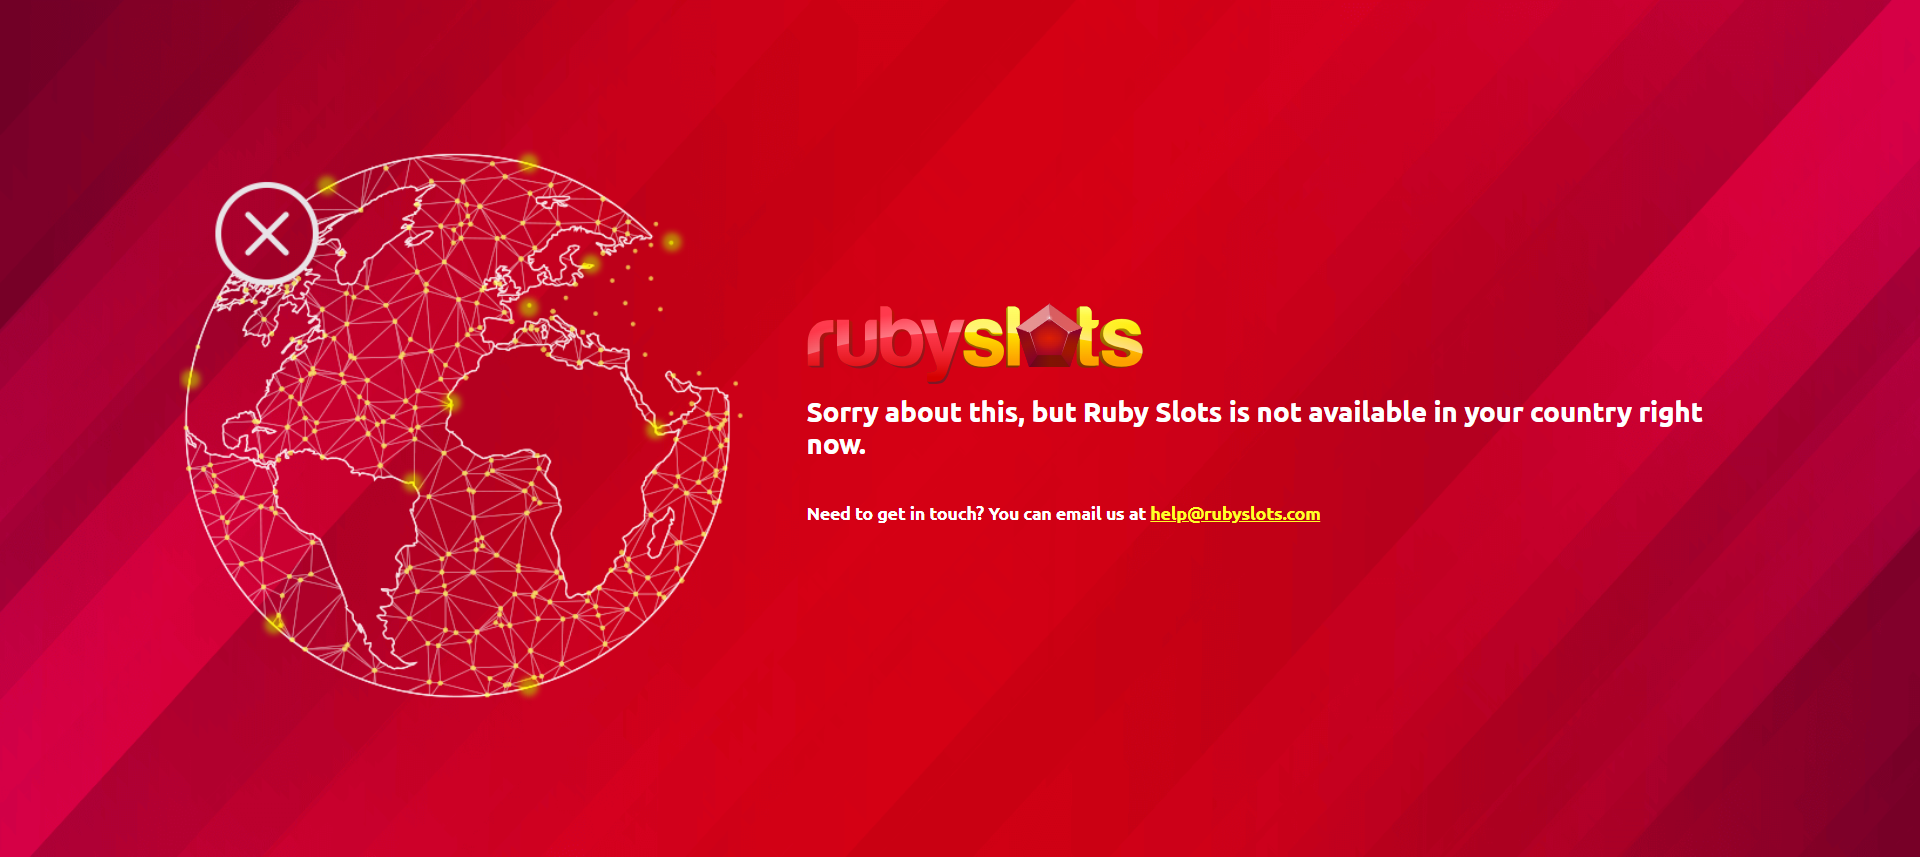 rubyslots
Sorry about this, but Ruby Slots is not available in your country right
now.
Need to get in touch? You can email us at help@rubyslots.com